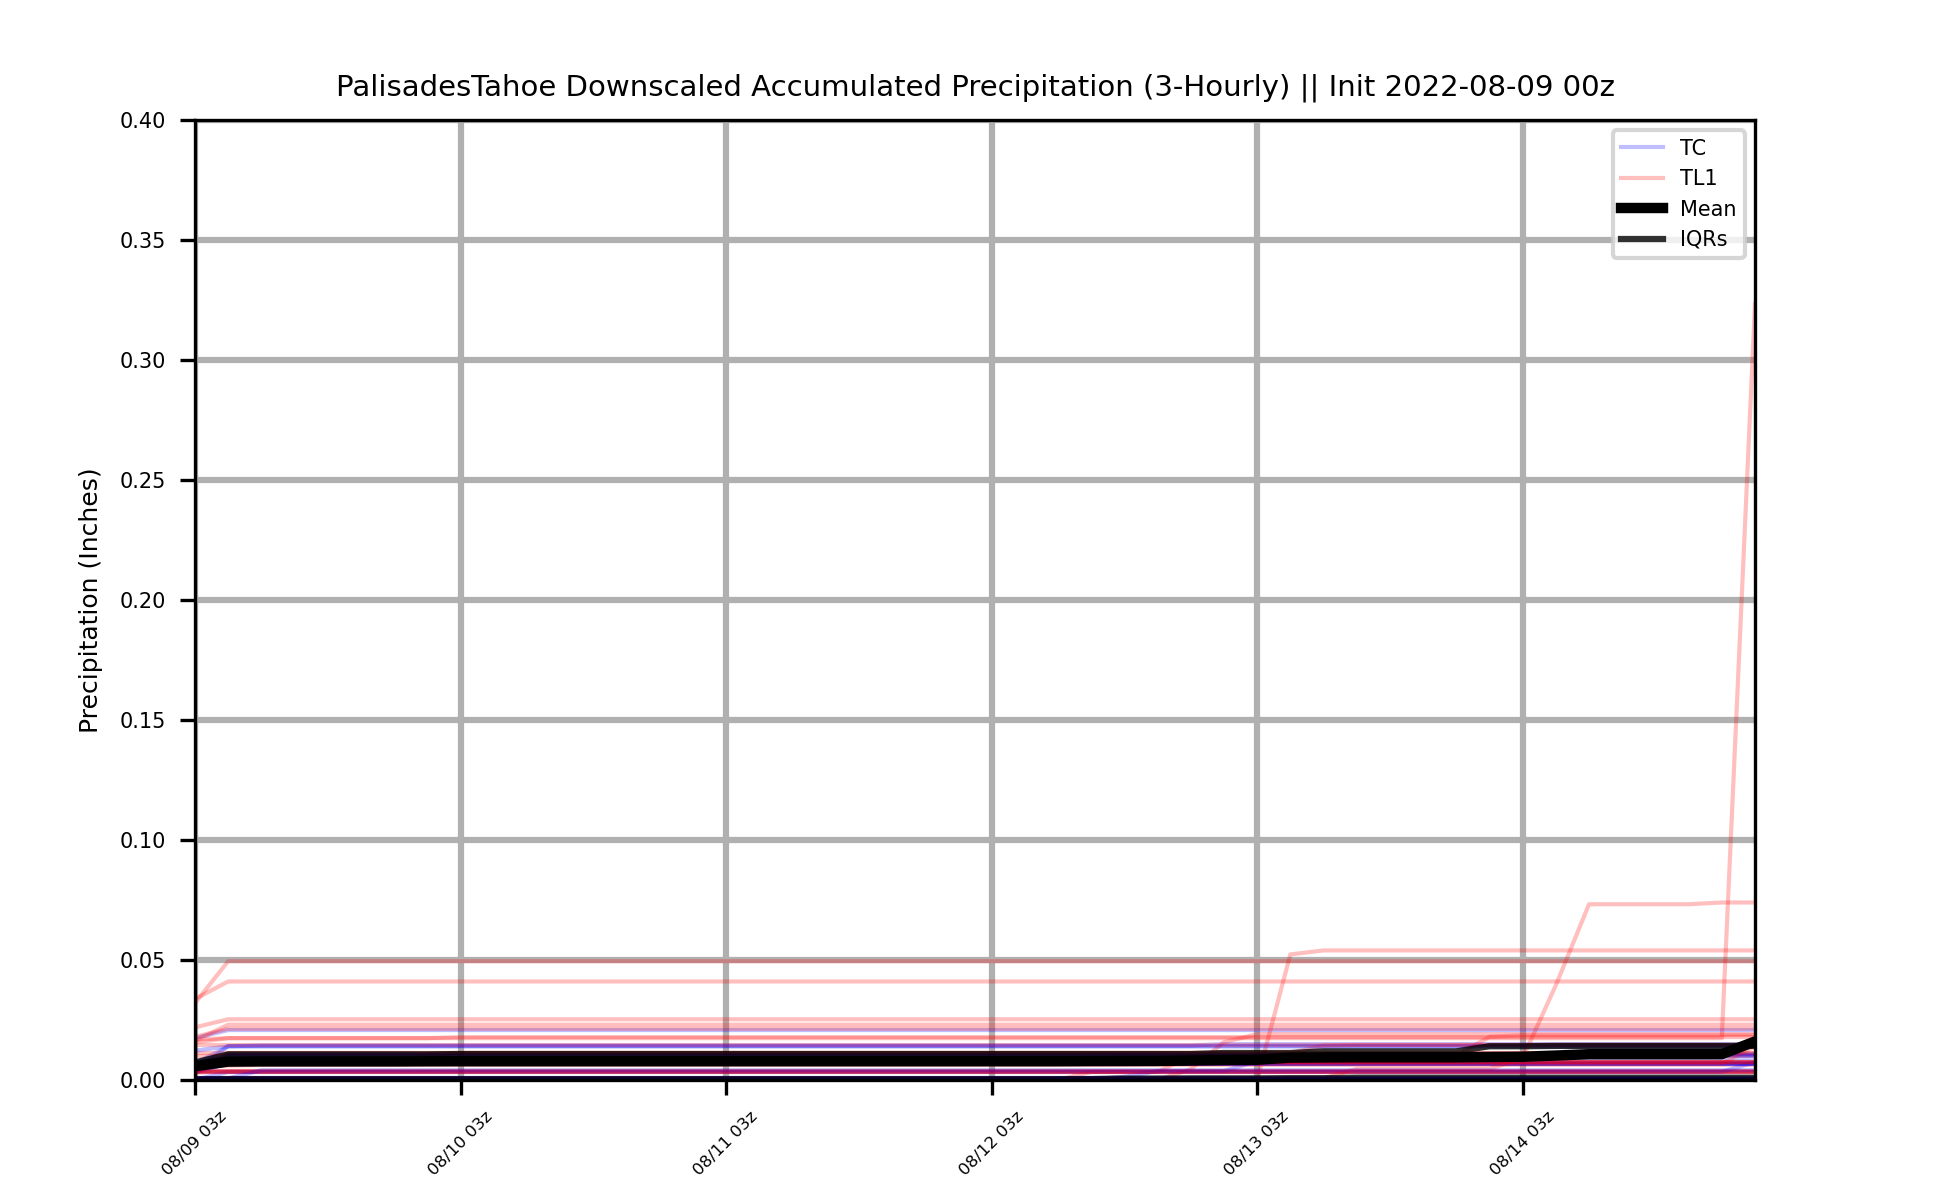 PalisadesTahoe Downscaled Accumulated Precipitation (3-Hourly) || Init 2022-08-09 00z
TC
TL1
Mean
IQRs
Precipitation (Inches)
0.40
0.35
0.30
0.25
0.20
0.15
0.10
0.05
0.00
08/09 03z
08/10 03z
08/11 03z
08/12 03z
08/13 03z
08/14 03z